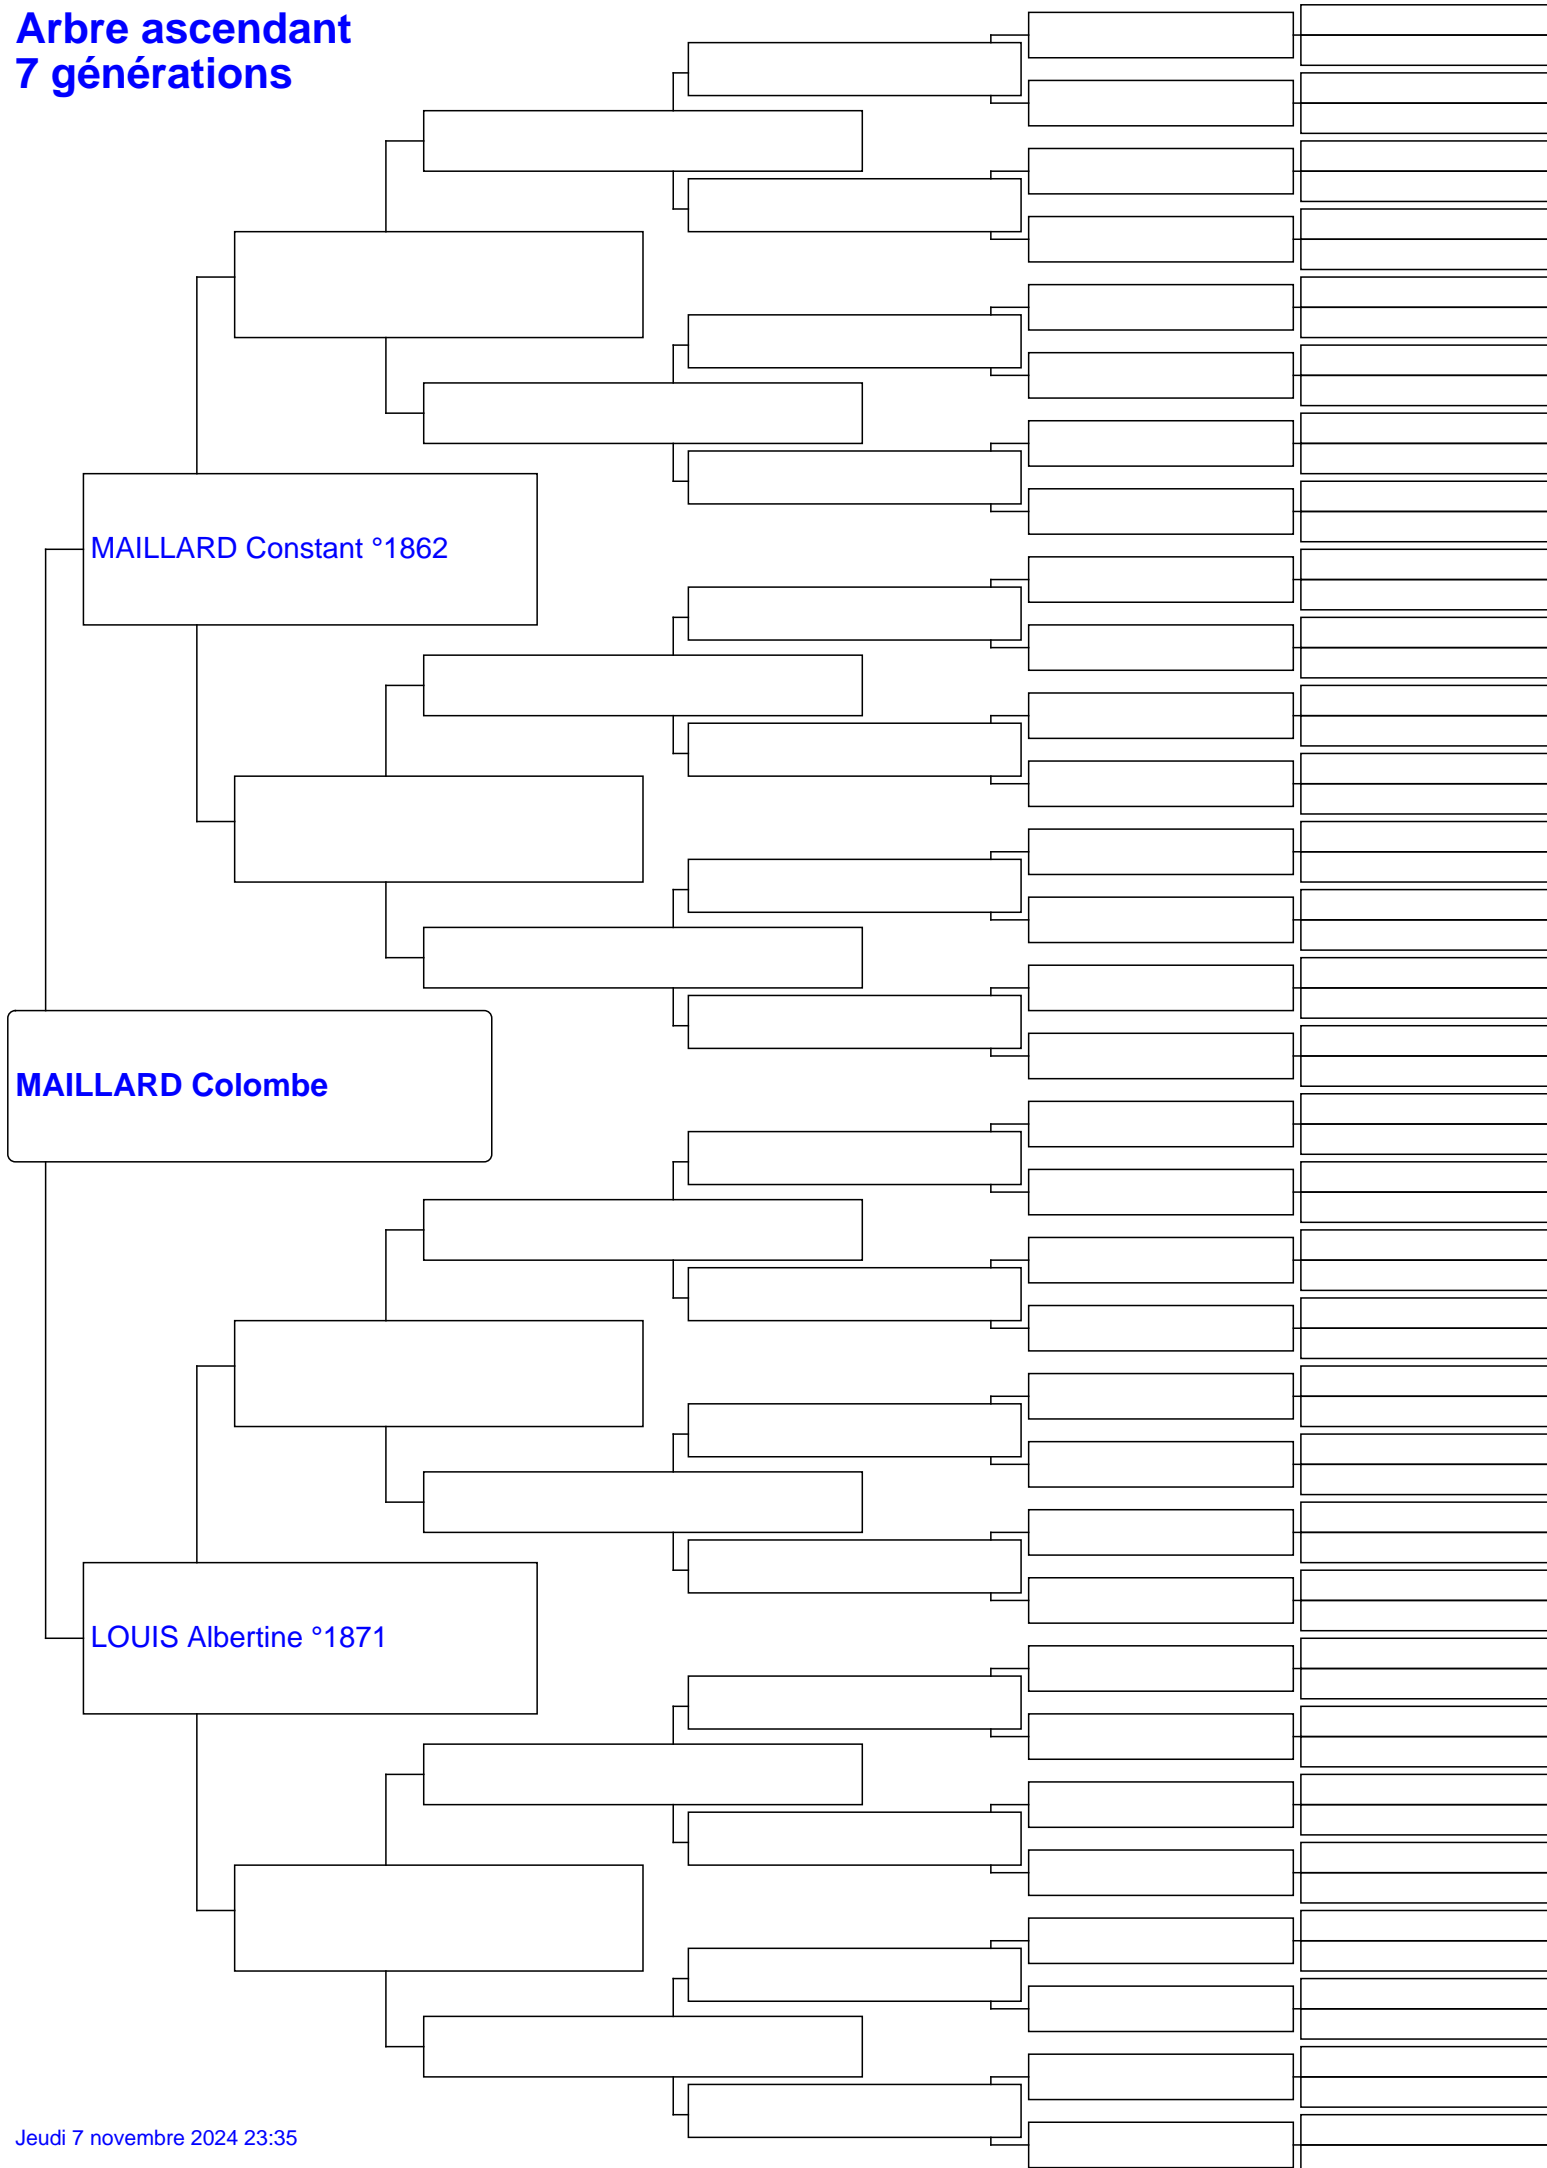 Arbre ascendant
7 générations
MAILLARD Constant °1862
MAILLARD Colombe
LOUIS Albertine °1871
Jeudi 7 novembre 2024 23:35